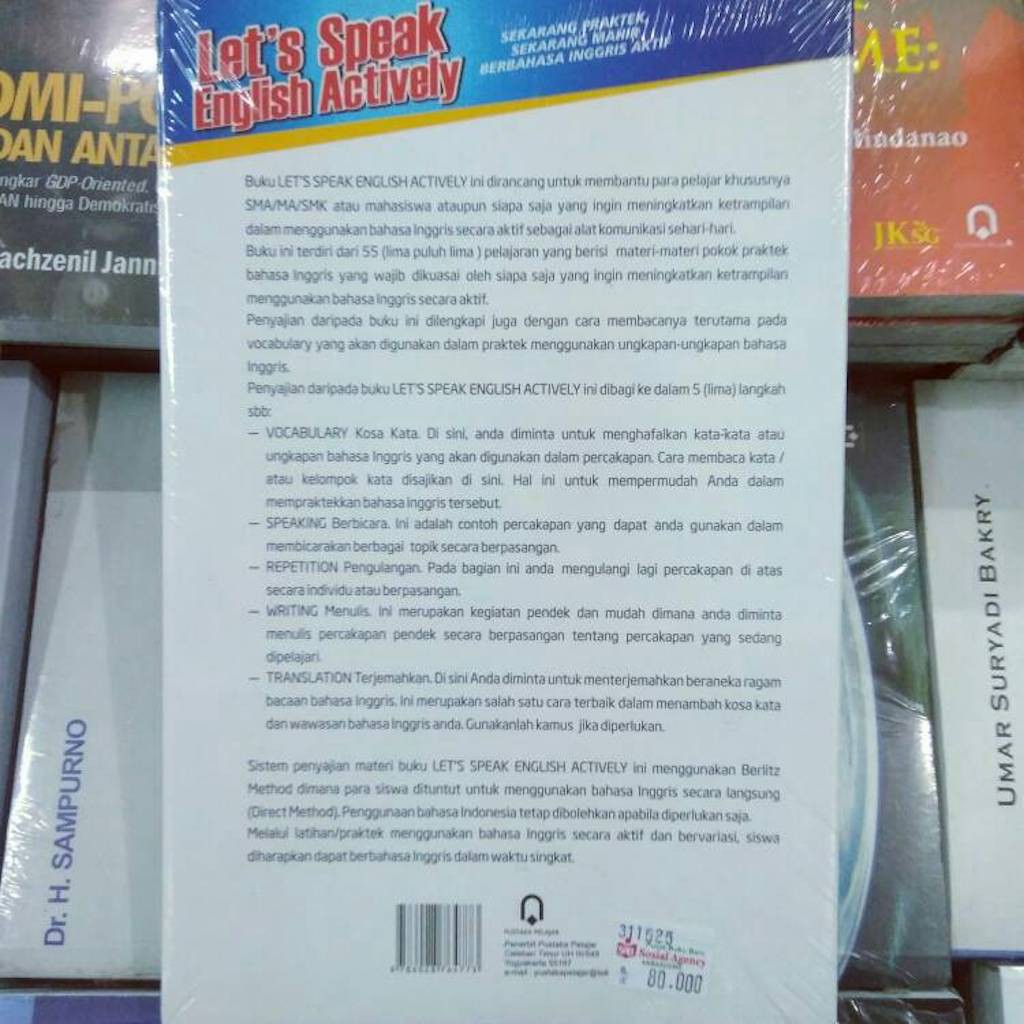 Let's Speak
English Actively
SEKARANG PRAKTEK,
SEKARANG MAHIR
BERBAHASA INGGRIS AKTIF
Buku LET'S SPEAK ENGLISH ACTIVELY ini dirancang untuk membantu para pelajar khususnya
SMA/MA/SMK atau mahasiswa ataupun siapa saja yang ingin meningkatkan ketrampilan
dalam menggunakan bahasa Inggris secara aktif sebagai alat komunikasi sehari-hari.
Buku ini terdiri dari 55 (lima puluh lima ) pelajaran yang berisi materi-materi pokok praktek
bahasa Inggris yang wajib dikuasai oleh siapa saja yang ingin meningkatkan ketrampilan
menggunakan bahasa Inggris secara aktif.
Penyajian daripada buku ini dilengkapi juga dengan cara membacanya terutama pada
vocabulary yang akan digunakan dalam praktek menggunakan ungkapan-ungkapan bahasa
Inggris.
Penyajian daripada buku LET'S SPEAK ENGLISH ACTIVELY ini dibagi ke dalam 5 (lima) langkah
sbb:
— VOCABULARY Kosa Kata. Di sini, anda diminta untuk menghafalkan kata-kata atau
ungkapan bahasa Inggris yang akan digunakan dalam percakapan. Cara membaca kata /
atau kelompok kata disajikan di sini. Hal ini untuk mempermudah Anda dalam
mempraktekkan bahasa inggris tersebut.
— SPEAKING Berbicara. Ini adalah contoh percakapan yang dapat anda gunakan dalam
membicarakan berbagai topik secara berpasangan.
— REPETITION Pengulangan. Pada bagian ini anda mengulangi lagi percakapan di atas
secara individu atau berpasangan.
— WRITING Menulis. Ini merupakan kegiatan pendek dan mudah dimana anda diminta
menulis percakapan pendek secara berpasangan tentang percakapan yang sedang
dipelajari.
— TRANSLATION Terjemahkan. Di sini Anda diminta untuk menterjemahkan beraneka ragam
bacaan bahasa Inggris. Ini merupakan salah satu cara terbaik dalam menambah kosa kata
dan wawasan bahasa Inggris anda. Gunakanlah kamus jika diperlukan.
Sistem penyajian materi buku LET'S SPEAK ENGLISH ACTIVELY ini menggunakan Berlitz
Method dimana para siswa dituntut untuk menggunakan bahasa Inggris secara langsung
(Direct Method). Penggunaan bahasa Indonesia tetap dibolehkan apabila diperlukan saja.
Melalui latihan/praktek menggunakan bahasa Inggris secara aktif dan bervariasi, siswa
diharapkan dapat berbahasa Inggris dalam waktu singkat.
PUSTAKA PELAJAR
Penerbit Pustaka Pelajar
Celeban Timur UH III/548
Yogyakarta 55167
311525
Social Agency
80.000
DAN ANTA
ngkar GDP-Oriented,
AN hingga Demokratis
achzenil Jann
Dr. H. SAMPURNO
ME:
Mindanao
JKSG
UMAR SURYADI BAKRY